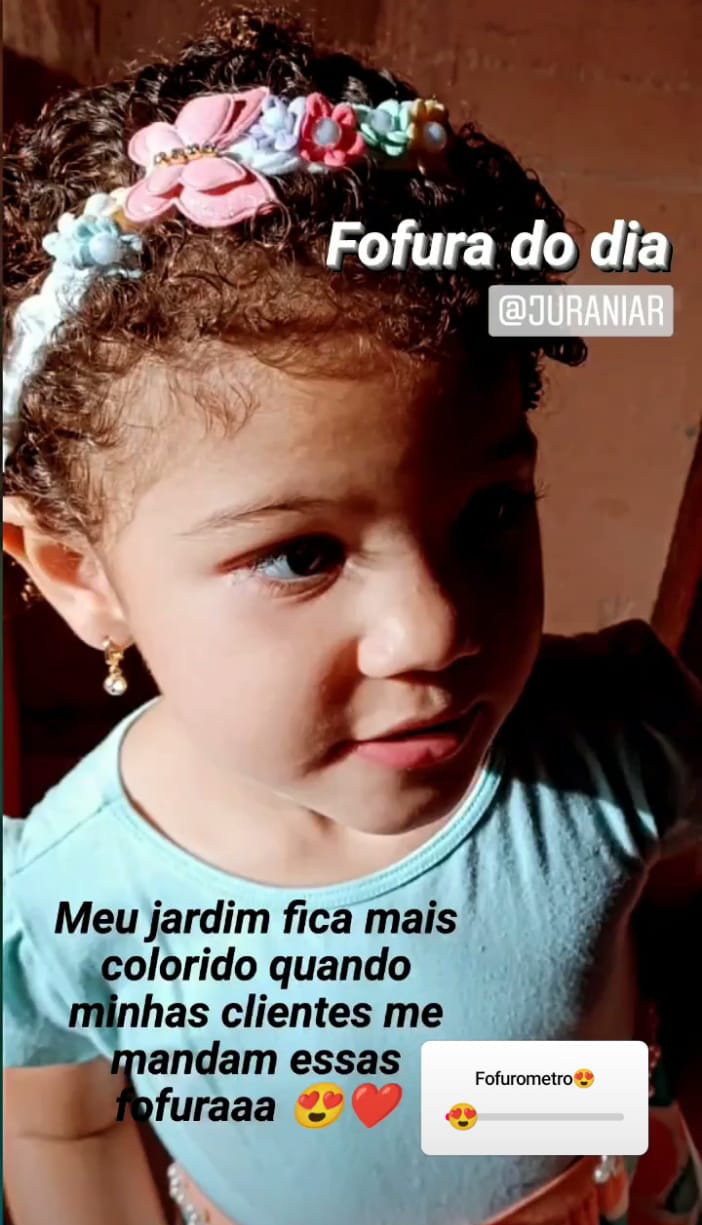 Fofura do dia
@JURANIAR
Meu jardim fica mais
colorido quando
minhas clientes me
mandam essas
fofuraaa 😍❤️
Fofurometro😍